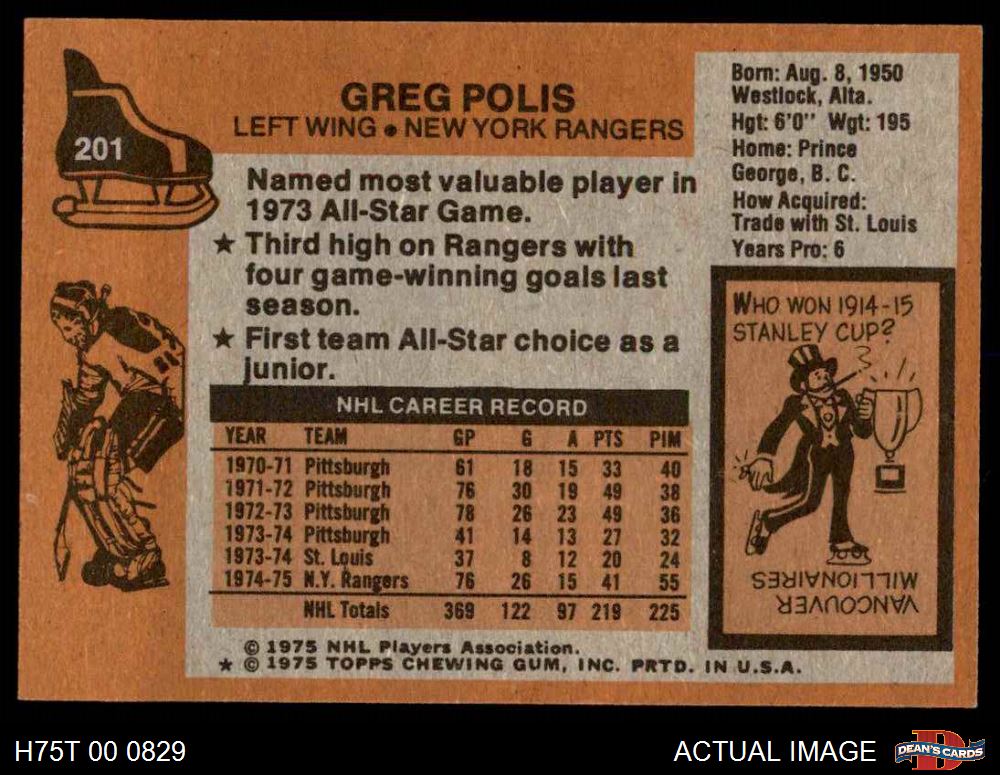 201
GREG POLIS
LEFT WING • NEW YORK RANGERS
Born: Aug. 8, 1950
Westlock, Alta.
Hgt: 6'0" Wgt: 195
Home: Prince
George, B. C.
How Acquired:
Trade with St. Louis
Years Pro: 6
Named most valuable player in
1973 All-Star Game.
★ Third high on Rangers with
four game-winning goals last
season.
★ First team All-Star choice as a
junior.
NHL CAREER RECORD
YEAR TEAM GP G A PTS PIM
1970-71 Pittsburgh 61 18 15 33 40
1971-72 Pittsburgh 76 30 19 49 38
1972-73 Pittsburgh 78 26 23 49 36
1973-74 Pittsburgh 41 14 13 27 32
1973-74 St. Louis 37 8 12 20 24
1974-75 N.Y. Rangers 76 26 15 41 55
NHL Totals 369 122 97 219 225
WHO WON 1914-15
STANLEY CUP?
VANCOUVER
MILLIONAIRES
© 1975 NHL Players Association.
★ © 1975 TOPPS CHEWING GUM, INC. PRTD. IN U.S.A.
H75T 00 0829
ACTUAL IMAGE
D
DEAN'S CARDS